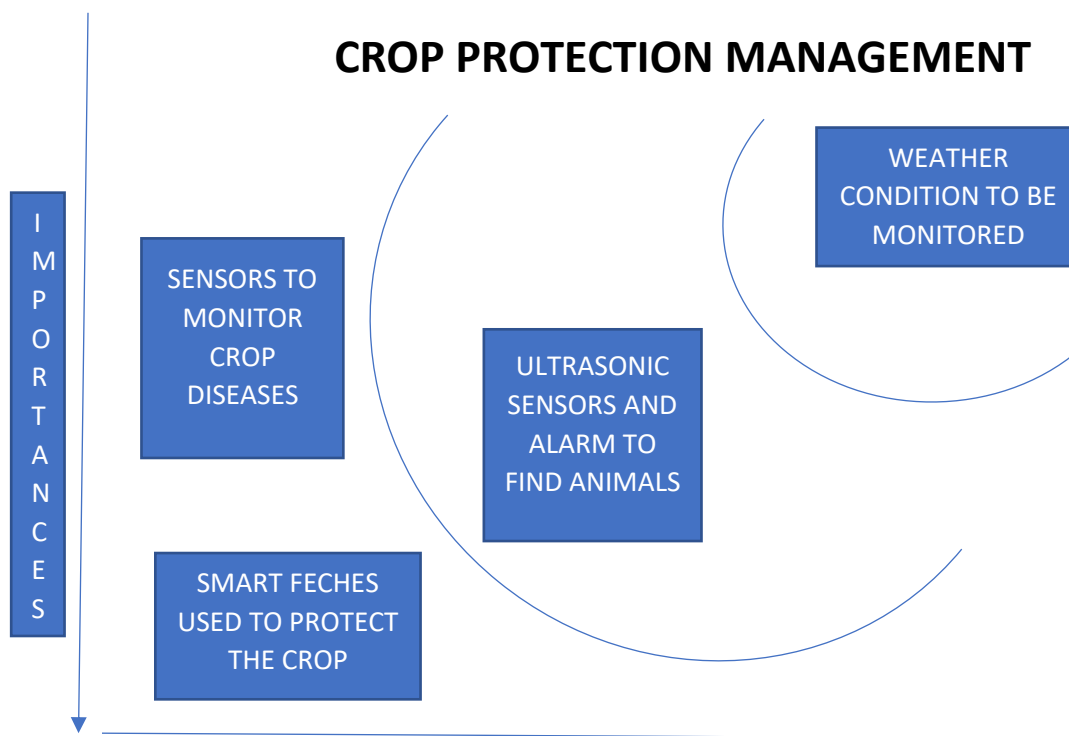 CROP PROTECTION MANAGEMENT
WEATHER
CONDITION TO BE
MONITORED
I
M
P
O
R
T
A
N
C
E
S
SENSORS TO
MONITOR
CROP
DISEASES
ULTRASONIC
SENSORS AND
ALARM TO
FIND ANIMALS
SMART FECHES
USED TO PROTECT
THE CROP